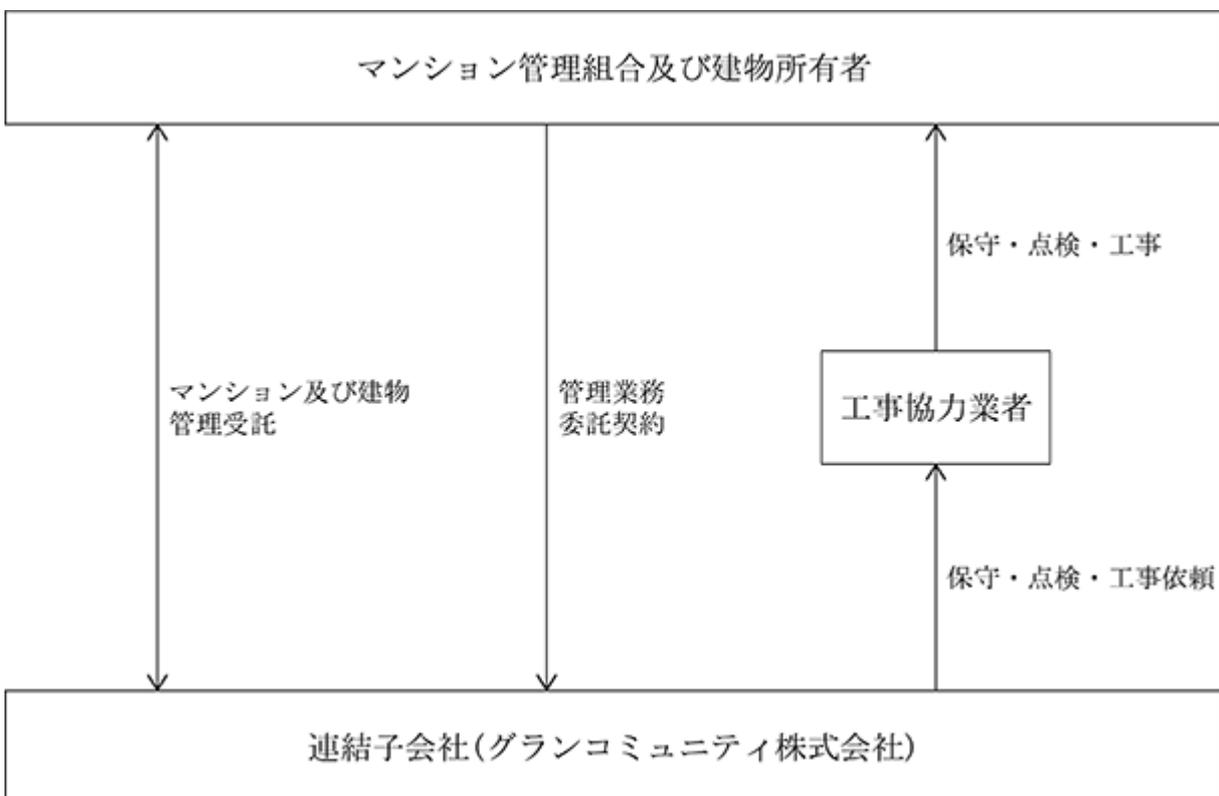 マンション管理組合及び建物所有者
保守・点検・工事
マンション及び建物
管理受託
管理業務
委託契約
工事協力業者
保守・点検・工事依頼
連結子会社(グランコミュニティ株式会社)